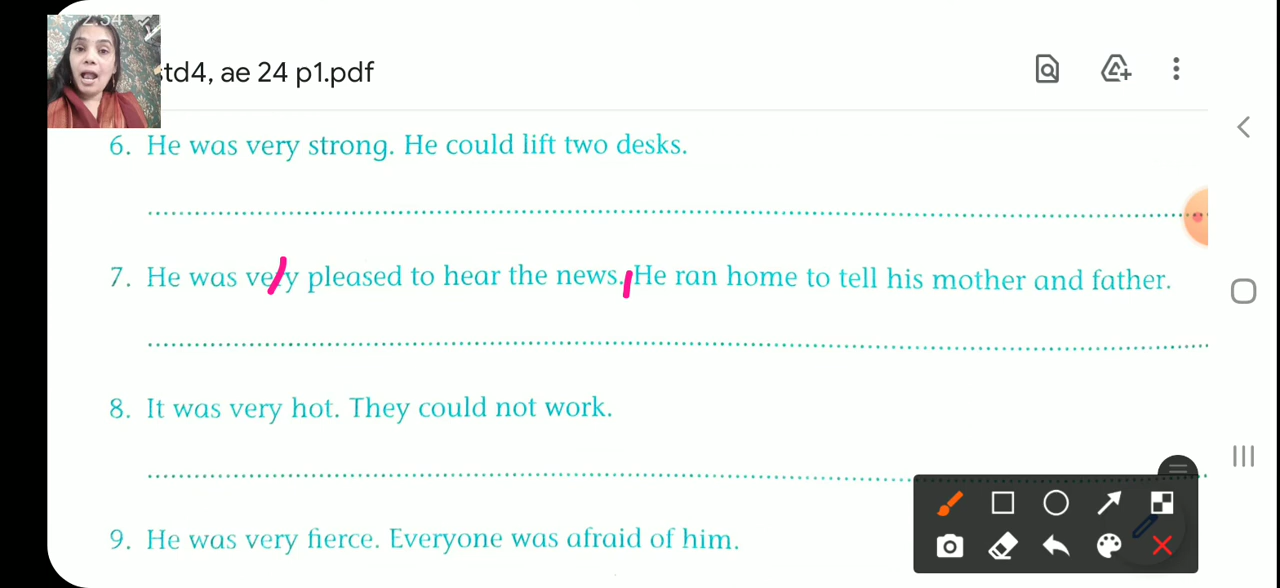 2:54
td4, ae 24 p1.pdf
6. He was very strong. He could lift two desks.
7. He was very pleased to hear the news. He ran home to tell his mother and father.
8. It was very hot. They could not work.
9. He was very fierce. Everyone was afraid of him.